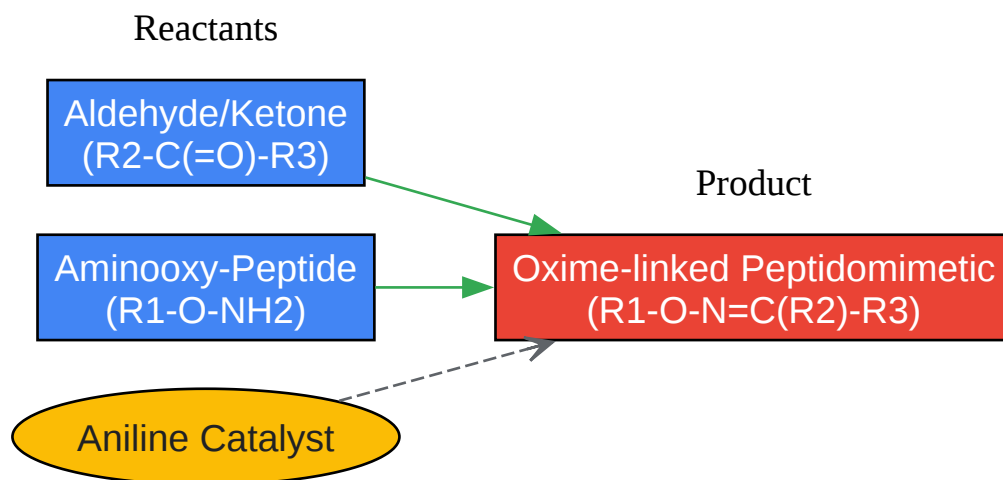 Reactants
Aldehyde/Ketone
(R2-C(=O)-R3)
Product
Aminooxy-Peptide
(R1-O-NH2)
Oxime-linked Peptidomimetic
(R1-O-N=C(R2)-R3)
Aniline Catalyst